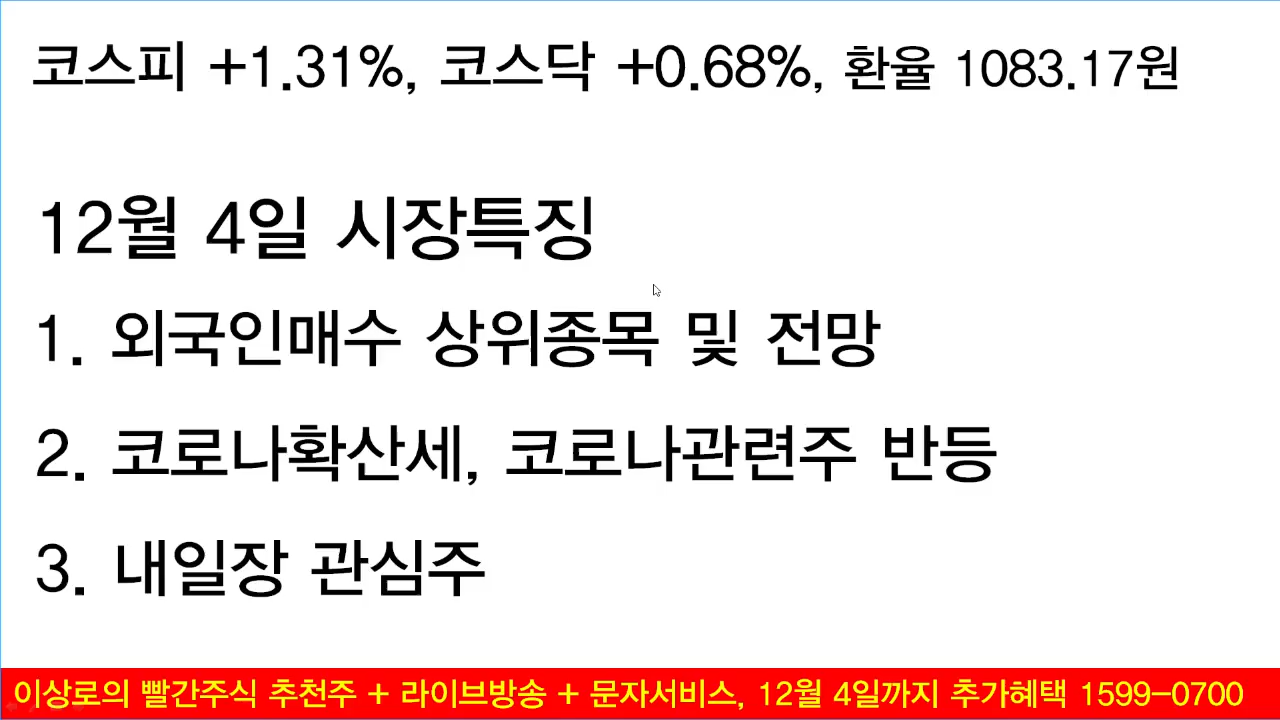 코스피 +1.31%, 코스닥 +0.68%, 환율 1083.17원
12월 4일 시장특징
1. 외국인매수 상위종목 및 전망
2. 코로나확산세, 코로나관련주 반등
3. 내일장 관심주
이상로의 빨간주식 추천주 + 라이브방송 + 문자서비스, 12월 4일까지 추가혜택 1599-0700